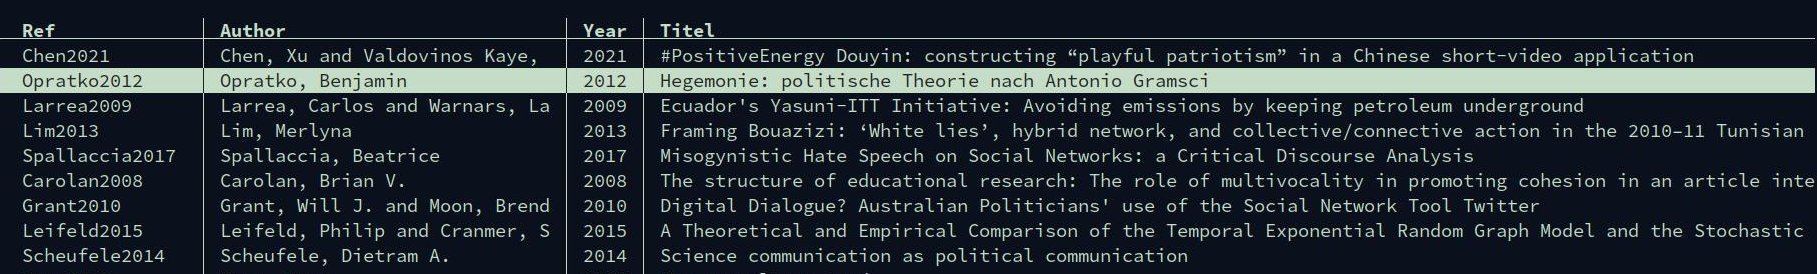 Ref Author Year Titel
Chen2021 Chen, Xu and Valdovinos Kaye, 2021 #PositiveEnergy Douyin: constructing “playful patriotism” in a Chinese short-video application
Opratko2012 Opratko, Benjamin 2012 Hegemonie: politische Theorie nach Antonio Gramsci
Larrea2009 Larrea, Carlos and Warnars, La 2009 Ecuador's Yasuni-ITT Initiative: Avoiding emissions by keeping petroleum underground
Lim2013 Lim, Merlyna 2013 Framing Bouazizi: ‘White lies’, hybrid network, and collective/connective action in the 2010–11 Tunisian
Spallaccia2017 Spallaccia, Beatrice 2017 Misogynistic Hate Speech on Social Networks: a Critical Discourse Analysis
Carolan2008 Carolan, Brian V. 2008 The structure of educational research: The role of multivocality in promoting cohesion in an article inte
Grant2010 Grant, Will J. and Moon, Brend 2010 Digital Dialogue? Australian Politicians' use of the Social Network Tool Twitter
Leifeld2015 Leifeld, Philip and Cranmer, S 2015 A Theoretical and Empirical Comparison of the Temporal Exponential Random Graph Model and the Stochastic
Scheufele2014 Scheufele, Dietram A. 2014 Science communication as political communication